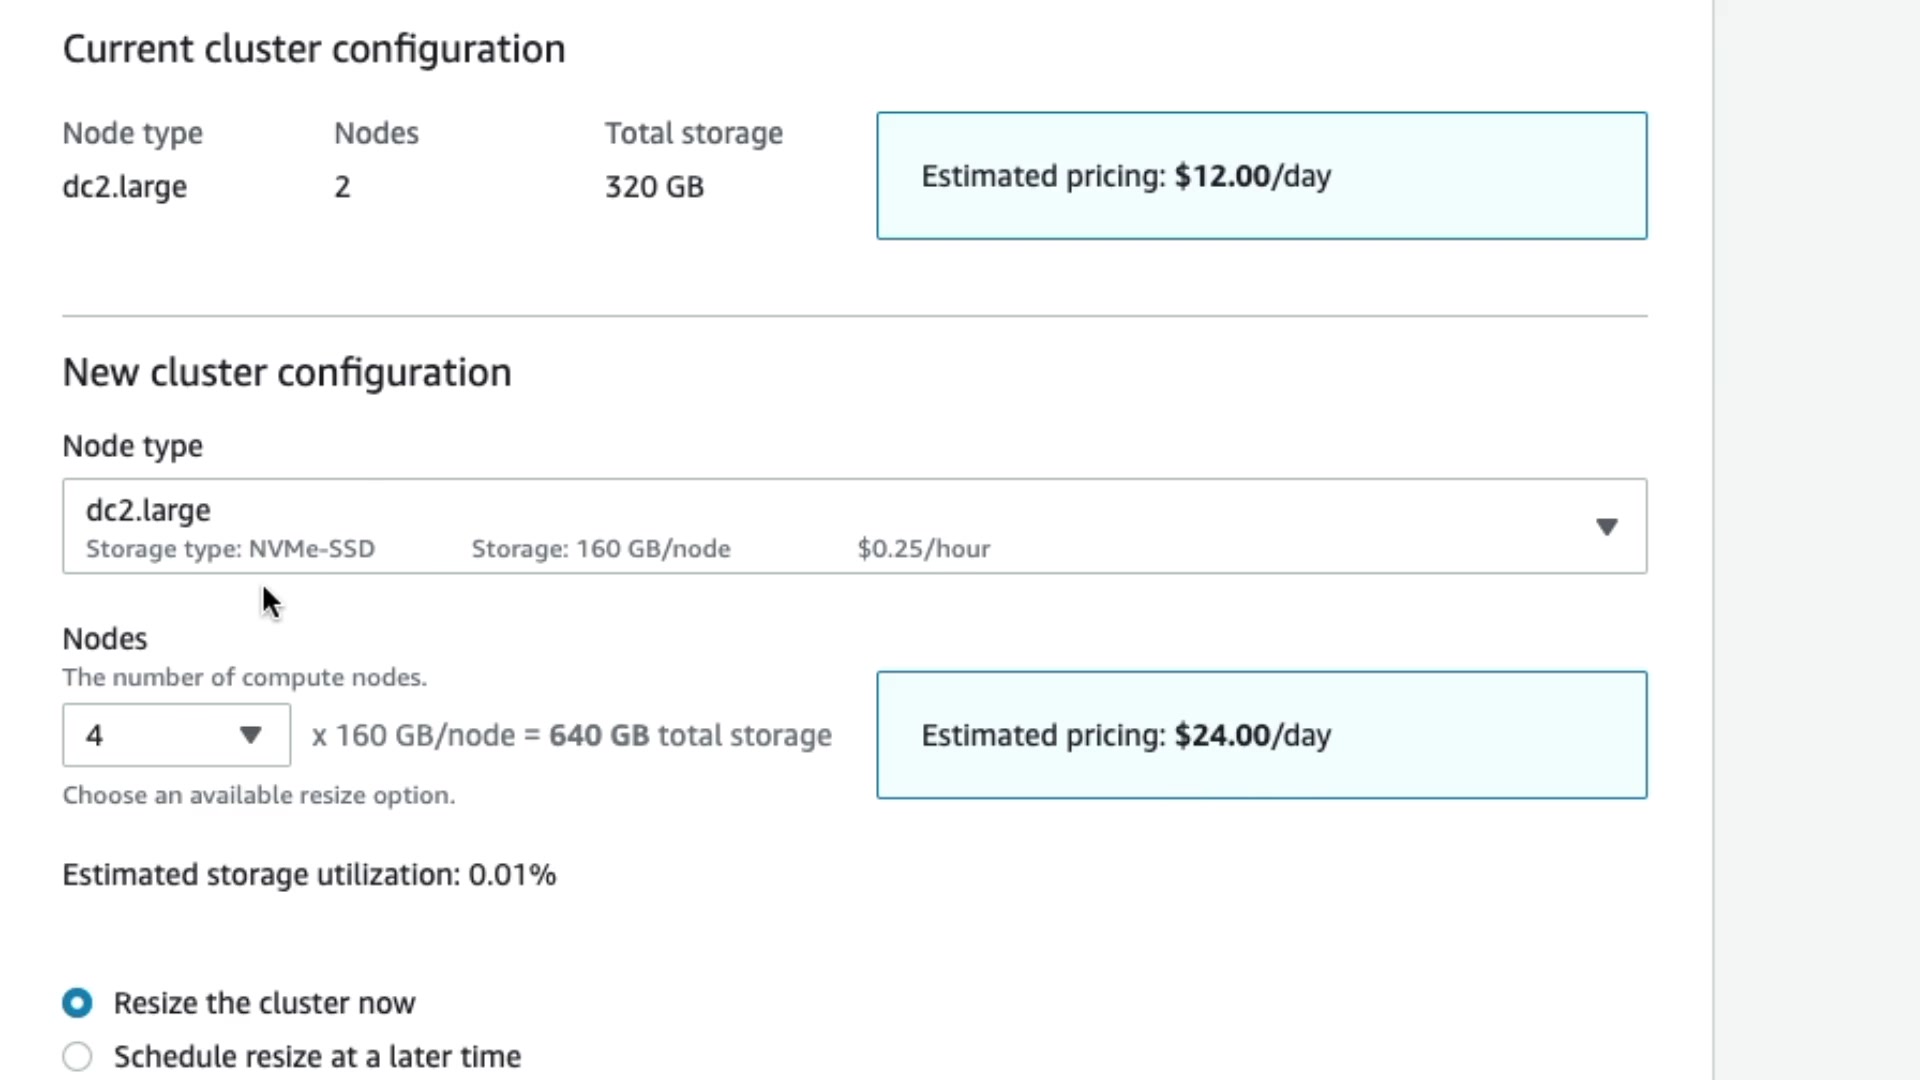 Current cluster configuration
Node type Nodes Total storage
dc2.large 2 320 GB
Estimated pricing: $12.00/day
New cluster configuration
Node type
dc2.large
Storage type: NVMe-SSD Storage: 160 GB/node $0.25/hour
Nodes
The number of compute nodes.
4 x 160 GB/node = 640 GB total storage
Estimated pricing: $24.00/day
Choose an available resize option.
Estimated storage utilization: 0.01%
Resize the cluster now
Schedule resize at a later time